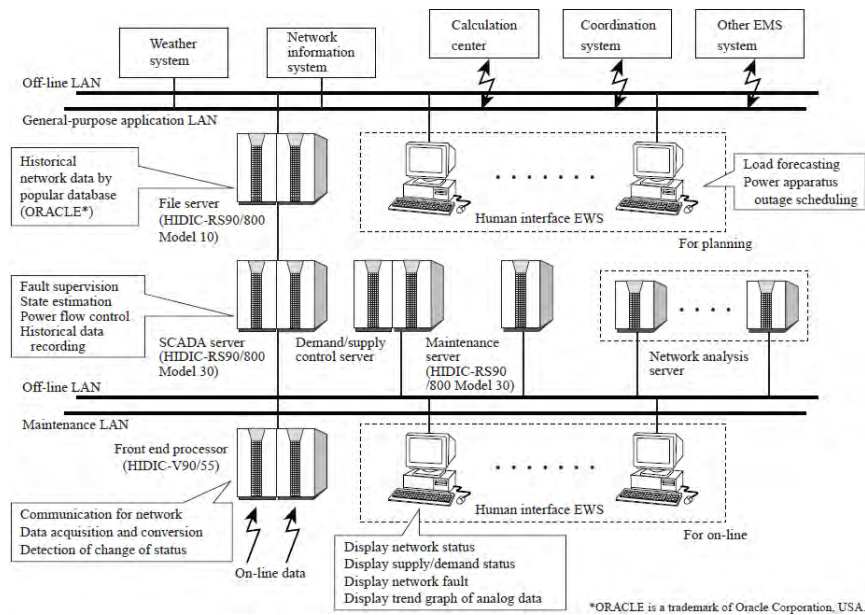 Weather
system
Network
information
system
Calculation
center
Coordination
system
Other EMS
system
Off-line LAN
General-purpose application LAN
Historical
network data by
popular database
(ORACLE*)
File server
(HIDIC-RS90/800
Model 10)
Human interface EWS
Load forecasting
Power apparatus
outage scheduling
For planning
Fault supervision
State estimation
Power flow control
Historical data
recording
SCADA server
(HIDIC-RS90/800
Model 30)
Demand/supply
control server
Maintenance
server
(HIDIC-RS90
/800 Model 30)
Network analysis
server
Off-line LAN
Maintenance LAN
Front end processor
(HIDIC-V90/55)
Human interface EWS
For on-line
Communication for network
Data acquisition and conversion
Detection of change of status
On-line data
Display network status
Display supply/demand status
Display network fault
Display trend graph of analog data
*ORACLE is a trademark of Oracle Corporation, USA